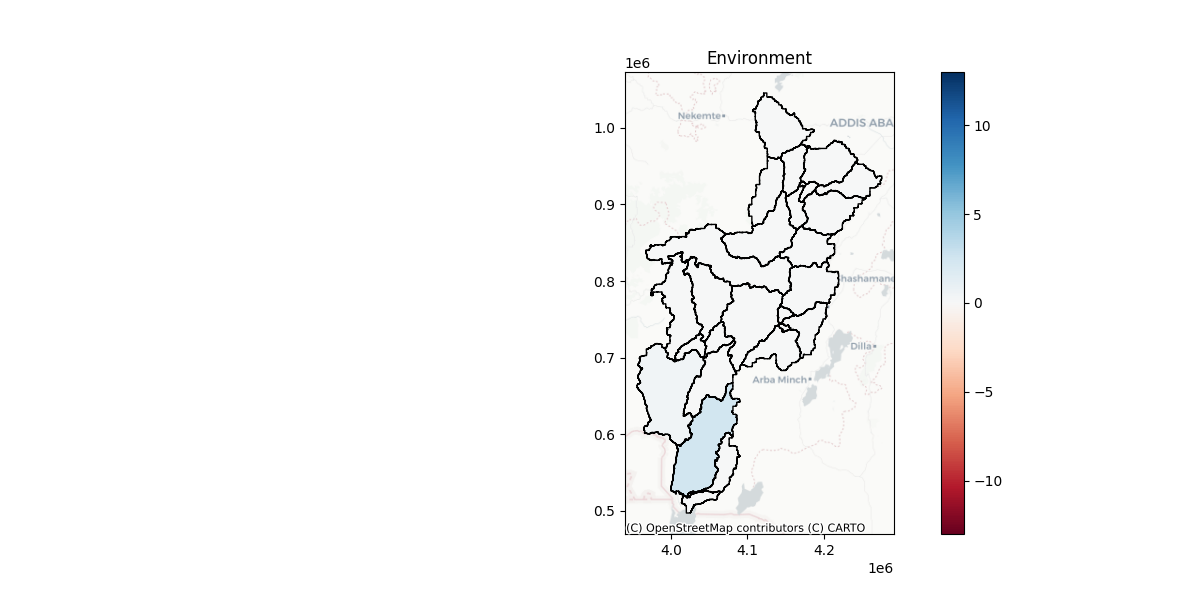 Environment
1e6
Nekemte
ADDIS ABA
1.0
0.9
0.8
0.7
0.6
0.5
hashamane
Dilla
Arba Minch
(C) OpenStreetMap contributors (C) CARTO
4.0 4.1 4.2
1e6
10
5
0
−5
−10